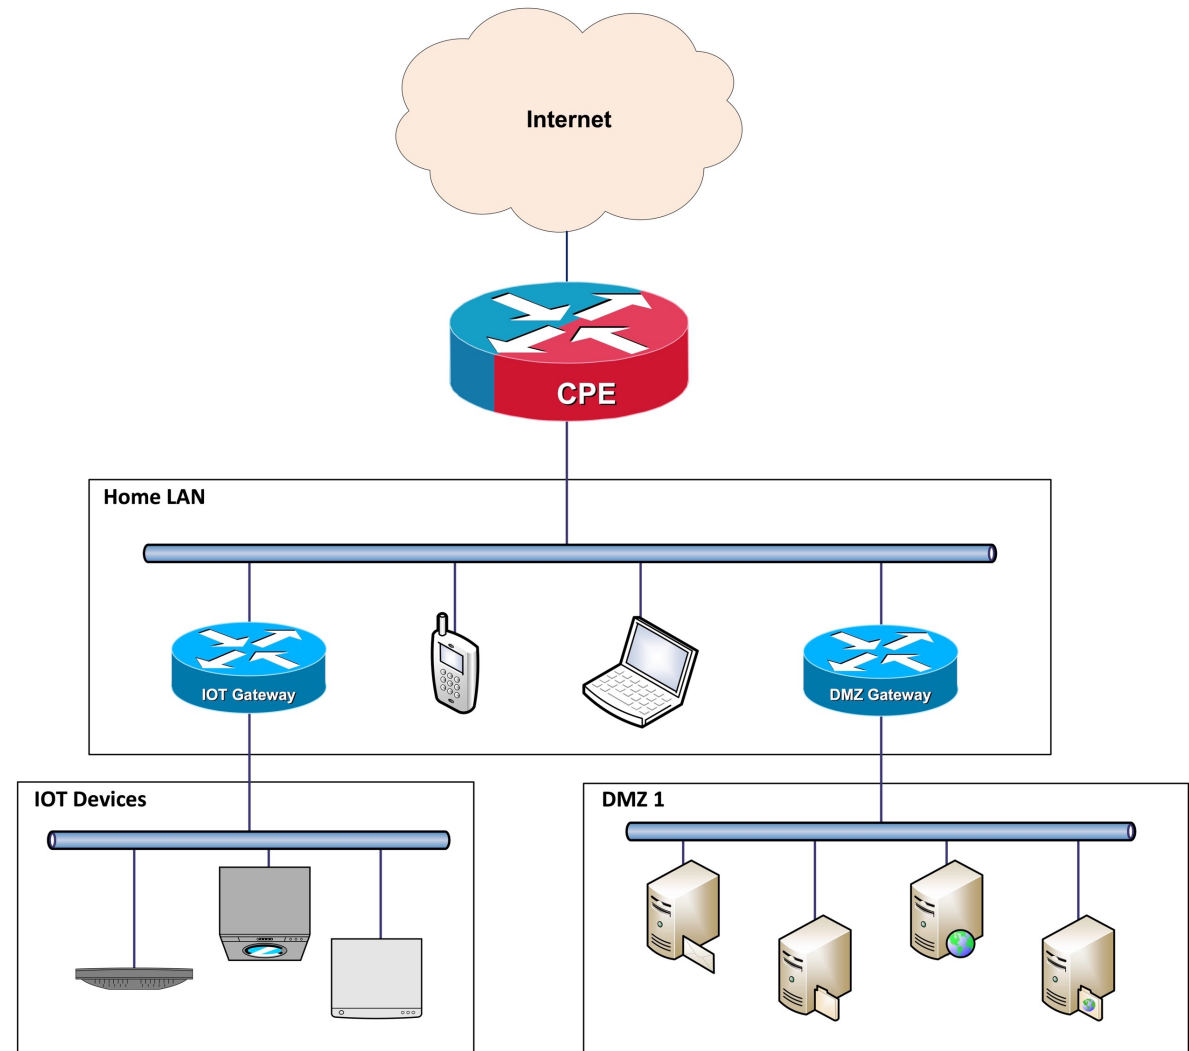 Internet
CPE
Home LAN
IOT Gateway
DMZ Gateway
IOT Devices
DMZ 1